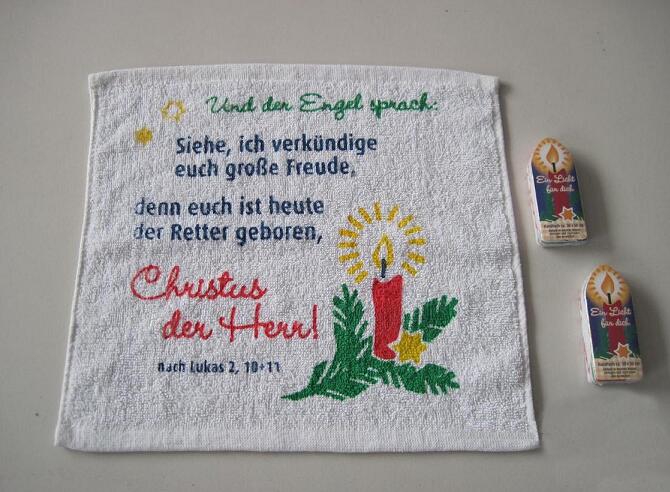 Und der Engel sprach:
Siehe, ich verkündige
euch große Freude,
denn euch ist heute
der Retter geboren,
Christus
der Herr!
nach Lukas 2, 10+11
Ein Licht
für dich
Ein Licht
für dich